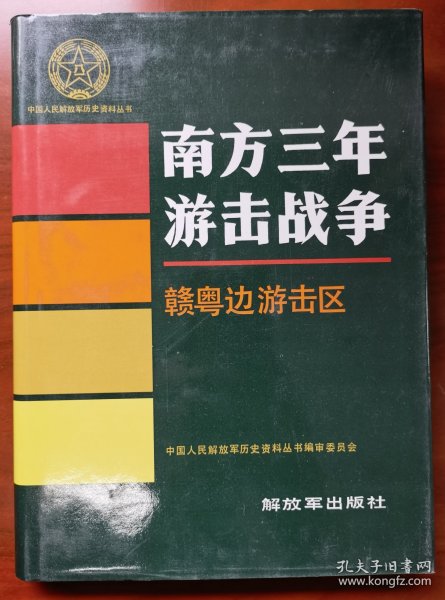 中国人民解放军历史资料丛书
南方三年
游击战争
赣粤边游击区
中国人民解放军历史资料丛书编审委员会
解放军出版社
孔夫子旧书网
www.kongfz.com